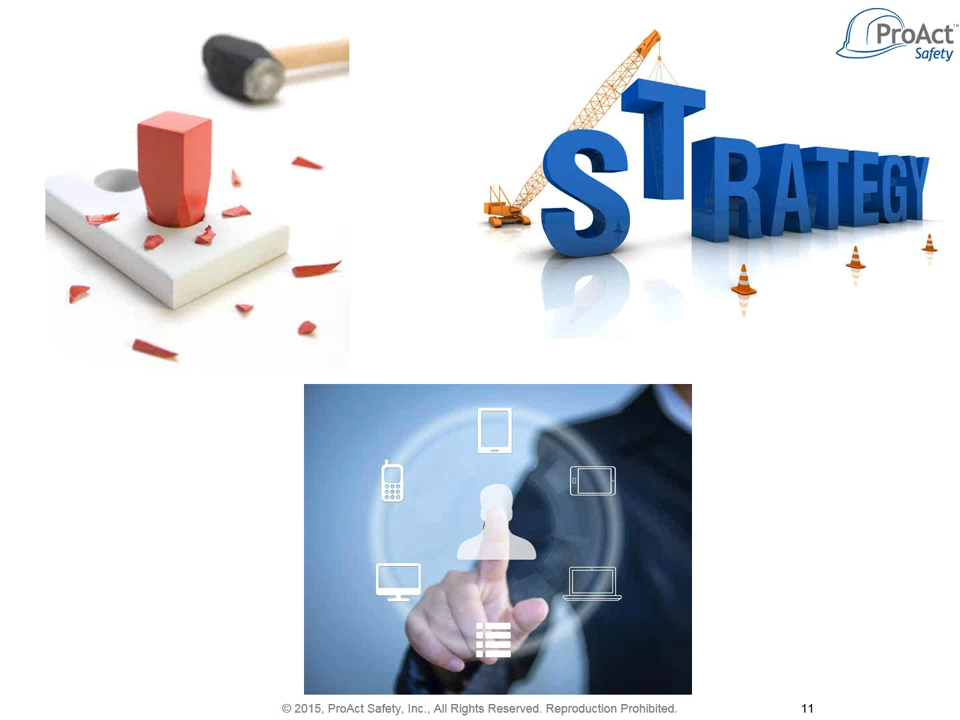 ProAct™
Safety
STRATEGY
© 2015, ProAct Safety, Inc., All Rights Reserved. Reproduction Prohibited.
11